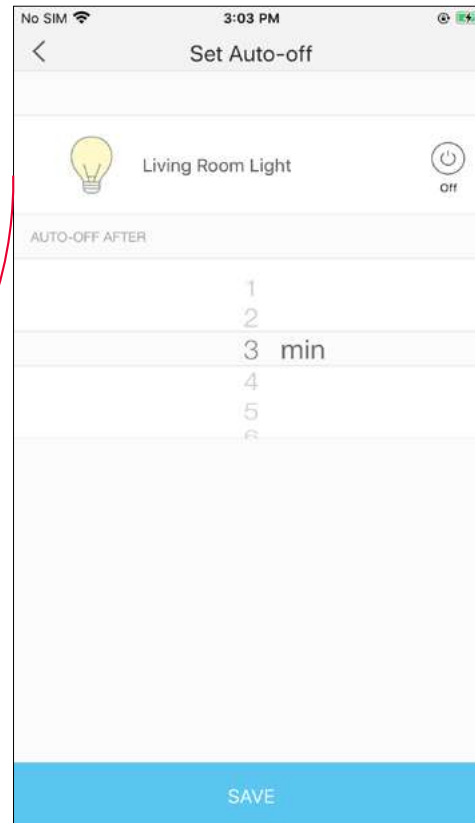 No SIM 3:03 PM
Set Auto-off
Living Room Light
Off
AUTO-OFF AFTER
1
2
3 min
4
5
6
SAVE